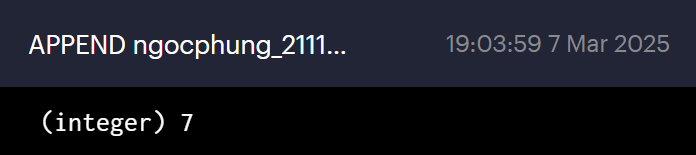 APPEND ngocphung_2111...
19:03:59 7 Mar 2025
(integer) 7